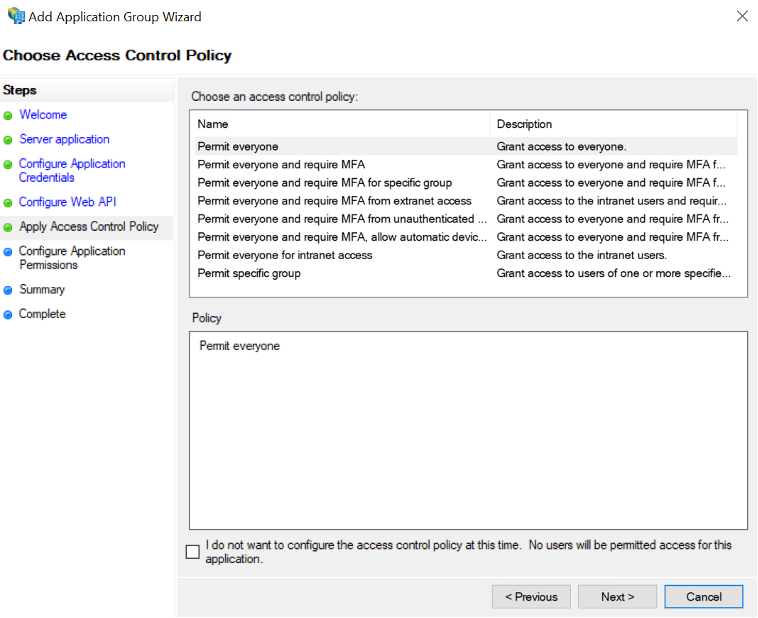 Add Application Group Wizard
Choose Access Control Policy
Steps
Welcome
Server application
Configure Application
Credentials
Configure Web API
Apply Access Control Policy
Configure Application
Permissions
Summary
Complete
Choose an access control policy:
Name Description
Permit everyone Grant access to everyone.
Permit everyone and require MFA Grant access to everyone and require MFA f...
Permit everyone and require MFA for specific group Grant access to everyone and require MFA f...
Permit everyone and require MFA from extranet access Grant access to the intranet users and requir...
Permit everyone and require MFA from unauthenticated ... Grant access to everyone and require MFA fr...
Permit everyone and require MFA, allow automatic devic... Grant access to everyone and require MFA fr...
Permit everyone for intranet access Grant access to the intranet users.
Permit specific group Grant access to users of one or more specifie...
Policy
Permit everyone
I do not want to configure the access control policy at this time. No users will be permitted access for this
application.
< Previous Next > Cancel